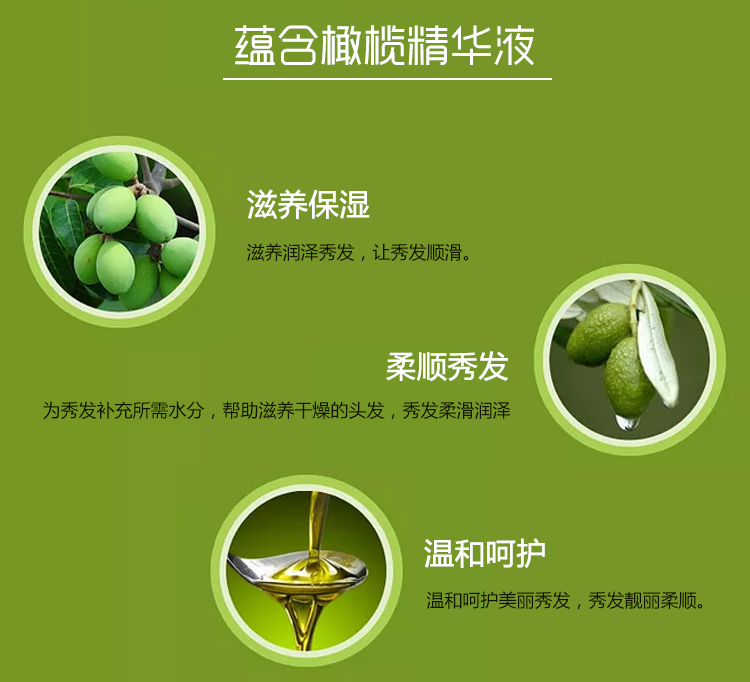 蕴含橄榄精华液
滋养保湿
滋养润泽秀发，让秀发顺滑。
柔顺秀发
为秀发补充所需水分，帮助滋养干燥的头发，秀发柔滑润泽
温和呵护
温和呵护美丽秀发，秀发靓丽柔顺。